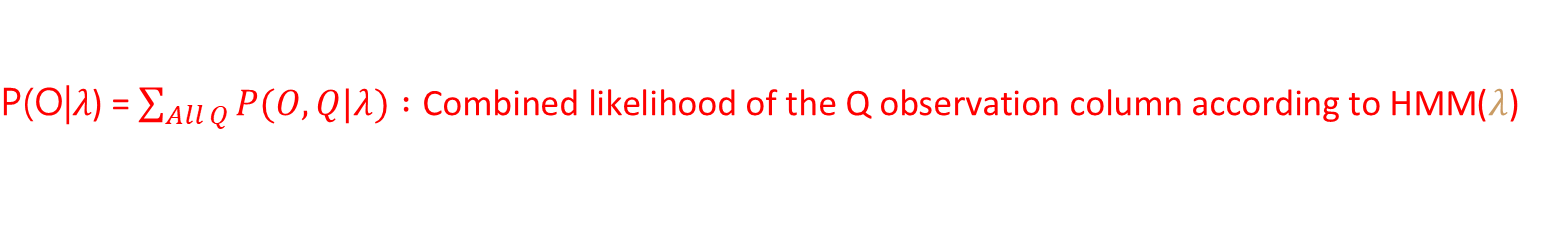 P(O|λ) = ∑All Q P(O, Q|λ) : Combined likelihood of the Q observation column according to HMM(λ)